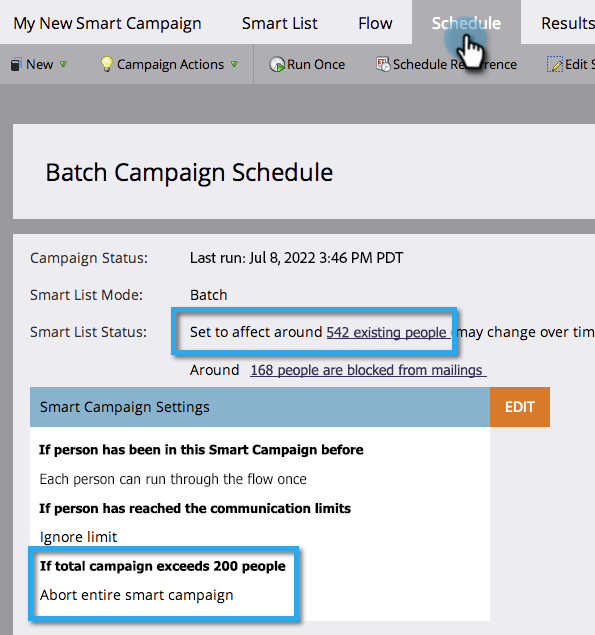 My New Smart Campaign Smart List Flow Schedule Results
New Campaign Actions Run Once Schedule Edit
Batch Campaign Schedule
Campaign Status: Last run: Jul 8, 2022 3:46 PM PDT
Smart List Mode: Batch
Smart List Status: Set to affect around 542 existing people may change over tim
Around 168 people are blocked from mailings
Smart Campaign Settings EDIT
If person has been in this Smart Campaign before
Each person can run through the flow once
If person has reached the communication limits
Ignore limit
If total campaign exceeds 200 people
Abort entire smart campaign